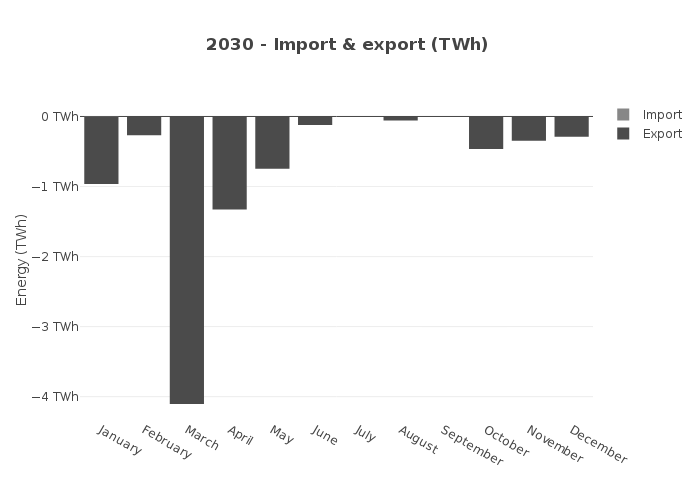 2030 - Import & export (TWh)
0 TWh
−1 TWh
−2 TWh
−3 TWh
−4 TWh
Energy (TWh)
January
February
March
April
May
June
July
August
September
October
November
December
Import
Export